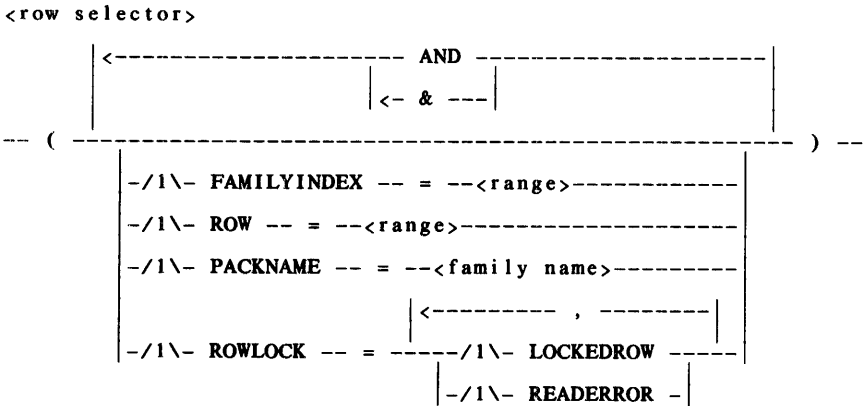 <row selector>
|<---------------------- AND ----------------------|
|<- & ---|
-- ( ------------------------------------------------------- ) --
-/1\- FAMILYINDEX -- = --<range>------------
-/1\- ROW -- = --<range>--------------------
-/1\- PACKNAME -- = --<family name>---------
|<---------- , --------|
-/1\- ROWLOCK -- = -----/1\- LOCKEDROW -----
|-/1\- READERROR -|